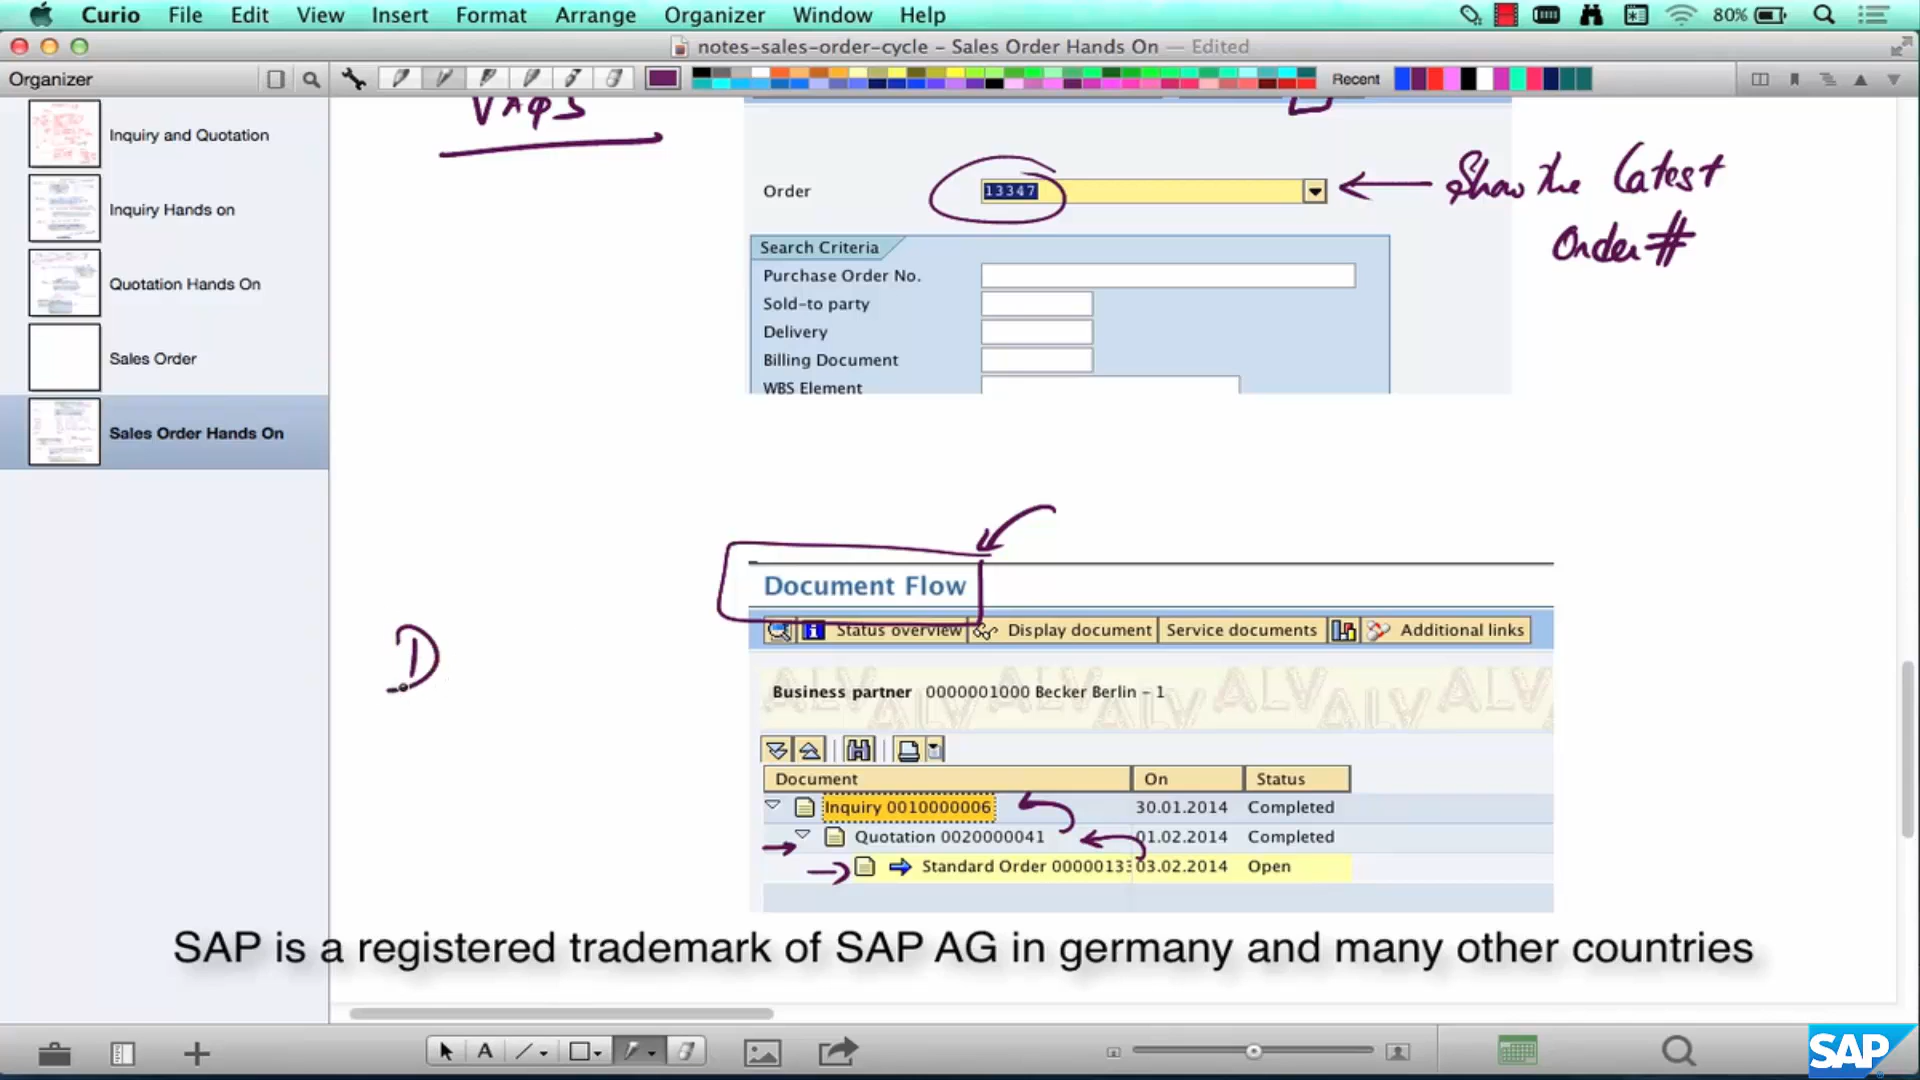 Curio File Edit View Insert Format Arrange Organizer Window Help 80%
notes-sales-order-cycle – Sales Order Hands On — Edited
Organizer
Recent
Inquiry and Quotation
Inquiry Hands on
Quotation Hands On
Sales Order
Sales Order Hands On
Order 13347
Show the Latest
Order #
Search Criteria
Purchase Order No.
Sold-to party
Delivery
Billing Document
WBS Element
Document Flow
Status overview Display document Service documents Additional links
D
Business partner 0000001000 Becker Berlin – 1
Document On Status
Inquiry 0010000006 30.01.2014 Completed
Quotation 0020000041 01.02.2014 Completed
Standard Order 0000013 03.02.2014 Open
SAP is a registered trademark of SAP AG in germany and many other countries
A
SAP